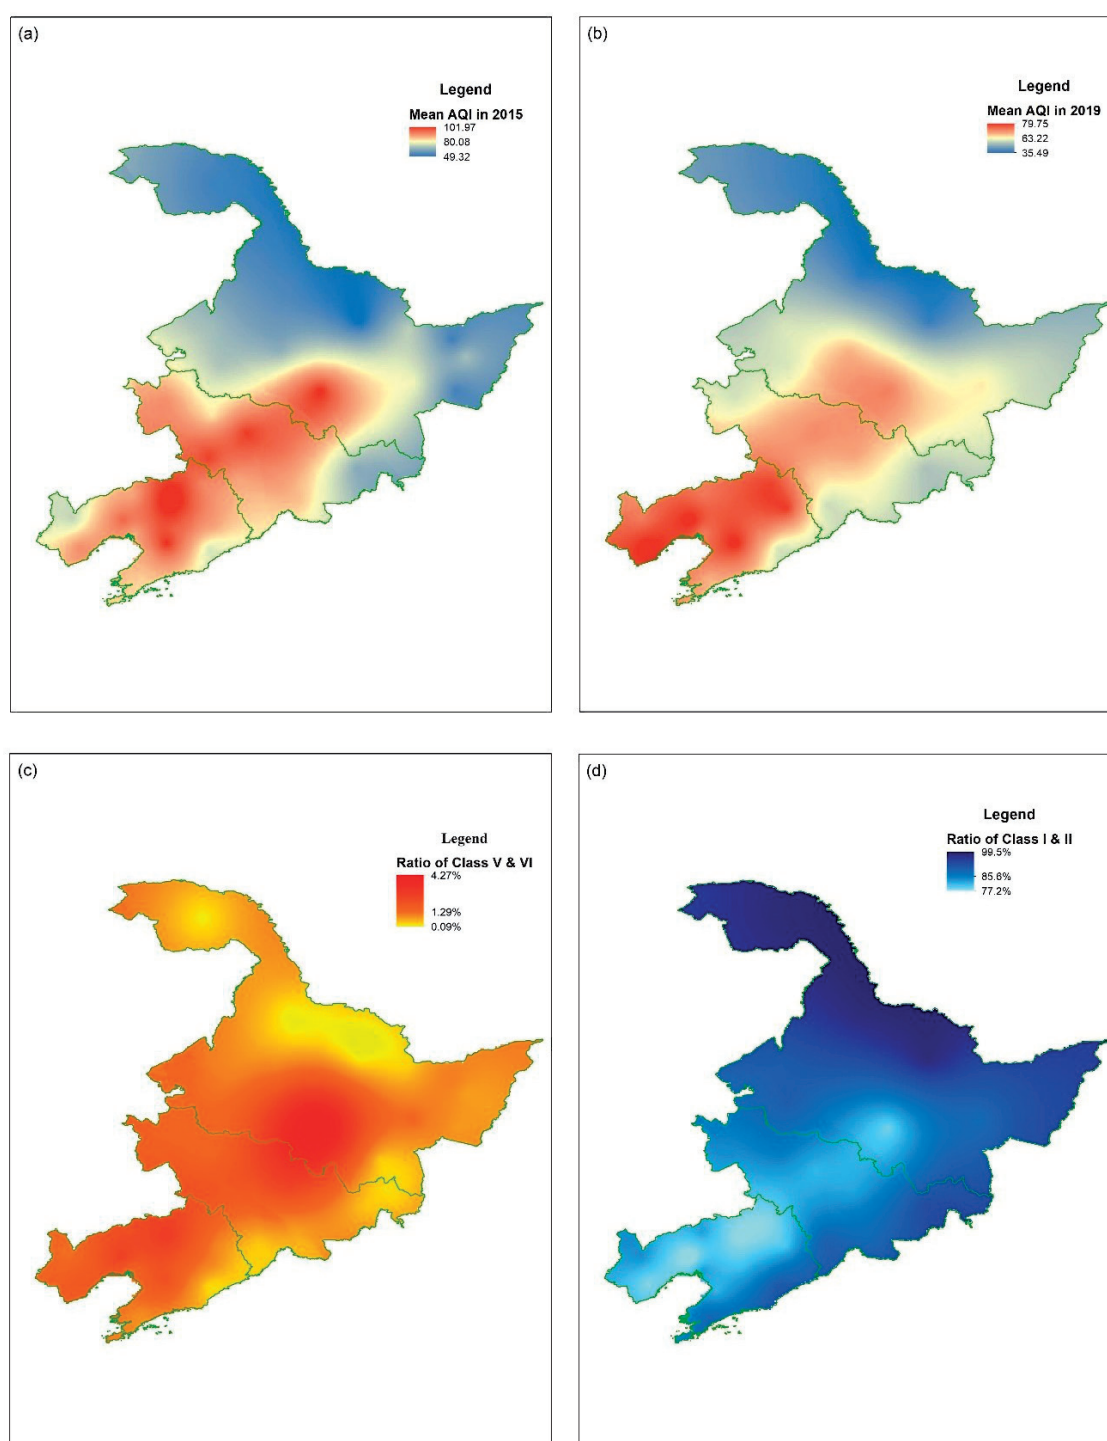 (a)
Legend
Mean AQI in 2015
101.97
80.08
49.32
(b)
Legend
Mean AQI in 2019
79.75
63.22
35.49
(c)
Legend
Ratio of Class V & VI
4.27%
1.29%
0.09%
(d)
Legend
Ratio of Class I & II
99.5%
85.6%
77.2%